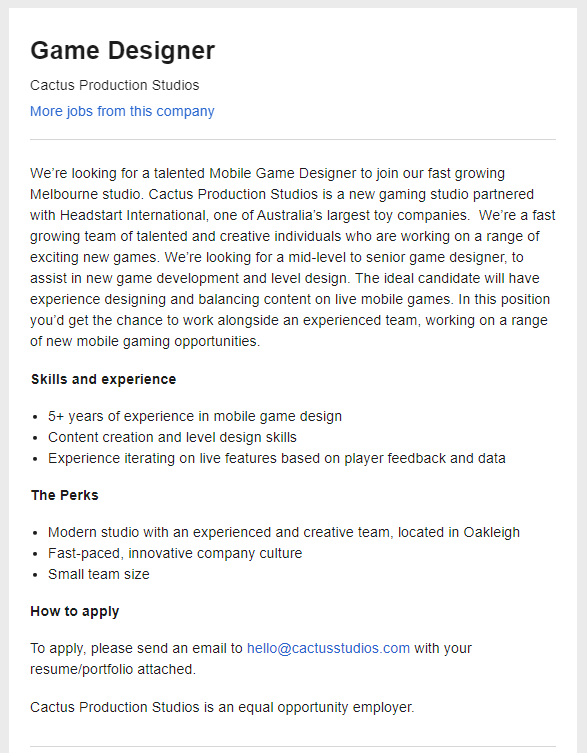 Game Designer
Cactus Production Studios
More jobs from this company
We’re looking for a talented Mobile Game Designer to join our fast growing
Melbourne studio. Cactus Production Studios is a new gaming studio partnered
with Headstart International, one of Australia’s largest toy companies.  We’re a fast
growing team of talented and creative individuals who are working on a range of
exciting new games. We’re looking for a mid-level to senior game designer, to
assist in new game development and level design. The ideal candidate will have
experience designing and balancing content on live mobile games. In this position
you’d get the chance to work alongside an experienced team, working on a range
of new mobile gaming opportunities.
Skills and experience
• 5+ years of experience in mobile game design
• Content creation and level design skills
• Experience iterating on live features based on player feedback and data
The Perks
• Modern studio with an experienced and creative team, located in Oakleigh
• Fast-paced, innovative company culture
• Small team size
How to apply
To apply, please send an email to hello@cactusstudios.com with your
resume/portfolio attached.
Cactus Production Studios is an equal opportunity employer.